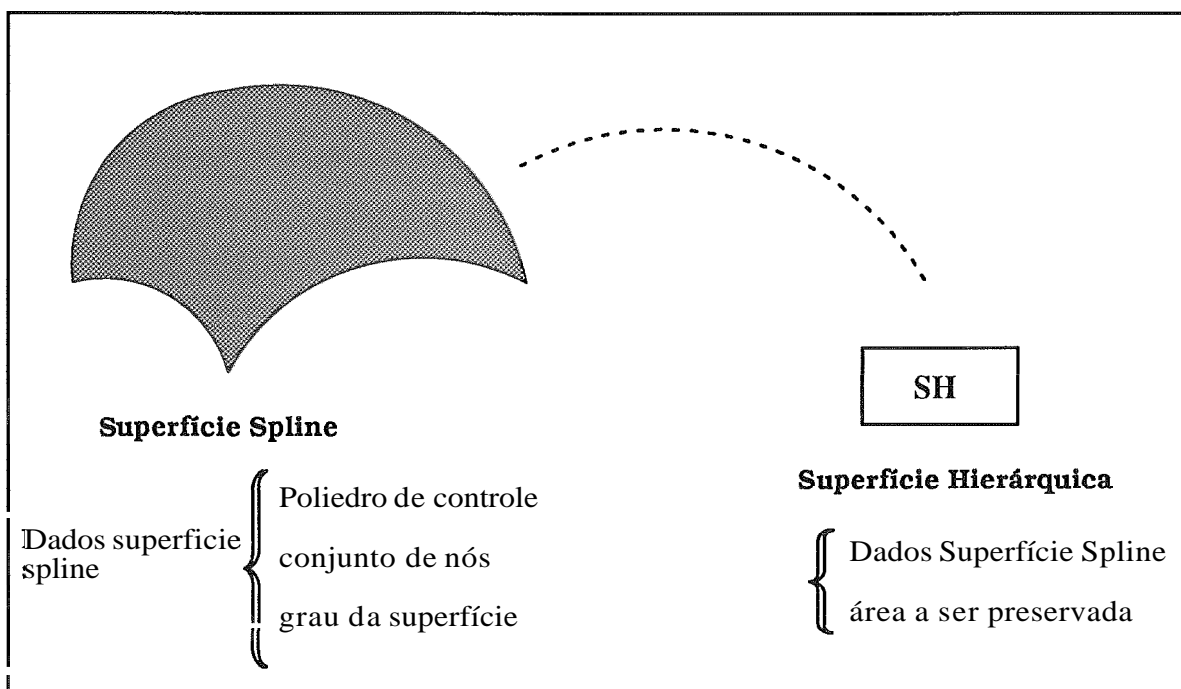 SH
Superfície Spline
Superfície Hierárquica
Dados superficie
spline
Poliedro de controle
conjunto de nós
grau da superfície
Dados Superfície Spline
área a ser preservada